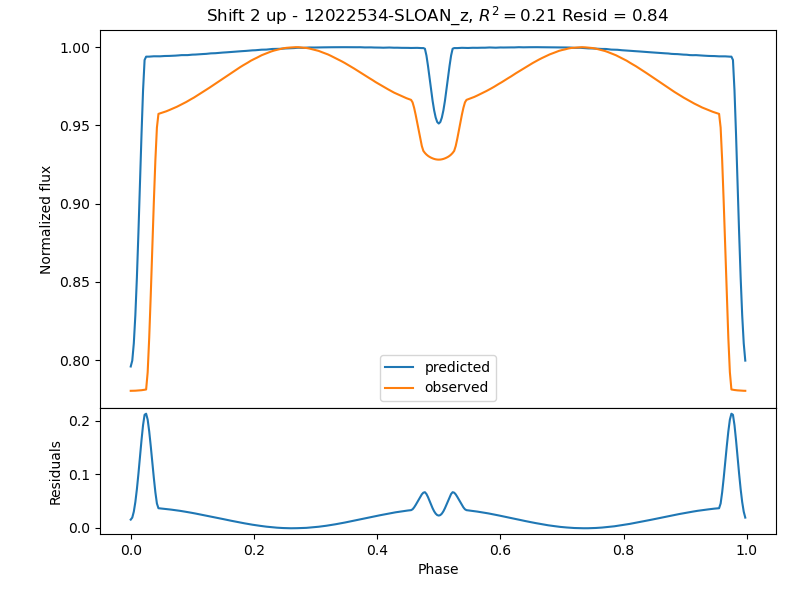 Shift 2 up - 12022534-SLOAN_z, $R^2 = 0.21$ Resid = 0.84
1.00
0.95
0.90
0.85
0.80
Normalized flux
predicted
observed
0.2
0.1
0.0
Residuals
0.0 0.2 0.4 0.6 0.8 1.0
Phase